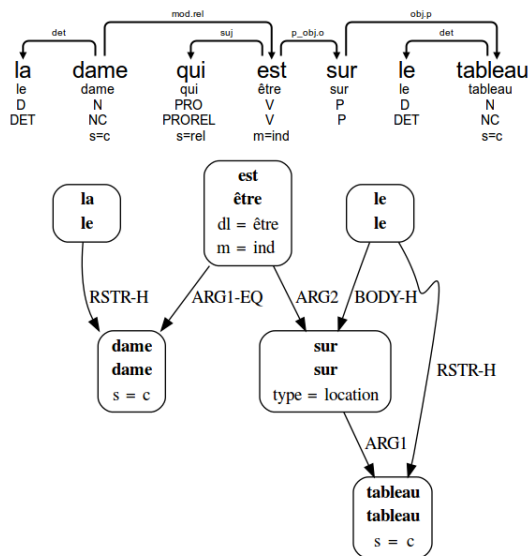 mod.rel obj.p
det suj p_obj.o det
la dame qui est sur le tableau
le dame qui être sur le tableau
D N PRO V P D N
DET NC PROREL V P DET NC
s=c s=rel m=ind s=c
est
la être le
le dl = être le
m = ind
RSTR-H ARG1-EQ ARG2 BODY-H
dame sur
dame sur RSTR-H
s = c type = location
ARG1
tableau
tableau
s = c